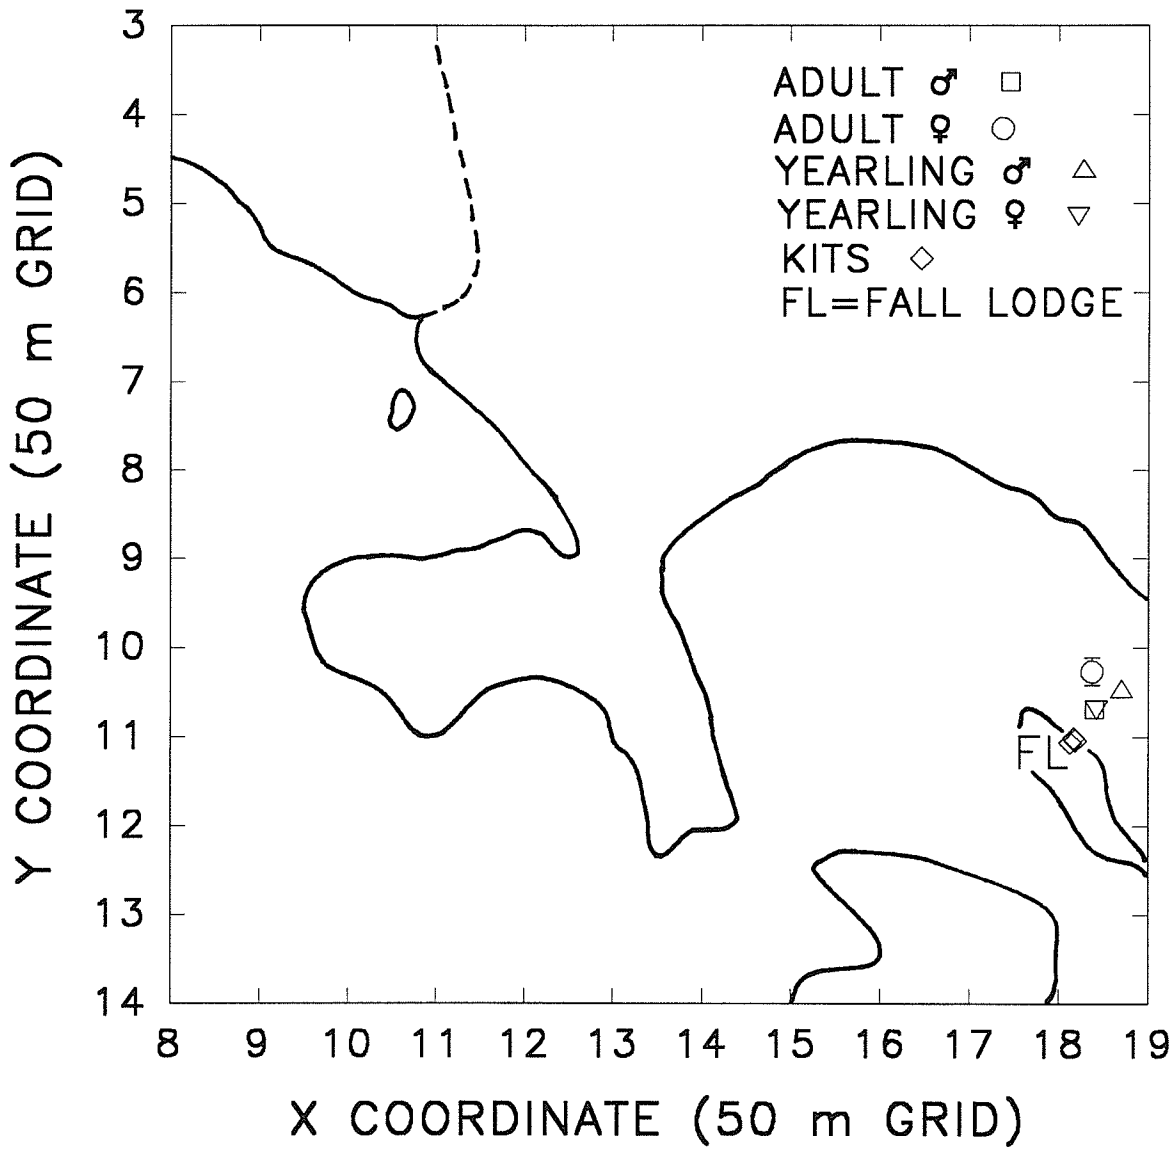 3
4
5
6
7
8
9
10
11
12
13
14
Y COORDINATE (50 m GRID)
ADULT ♂ □
ADULT ♀ ○
YEARLING ♂ △
YEARLING ♀ ▽
KITS ◇
FL=FALL LODGE
FL
8 9 10 11 12 13 14 15 16 17 18 19
X COORDINATE (50 m GRID)